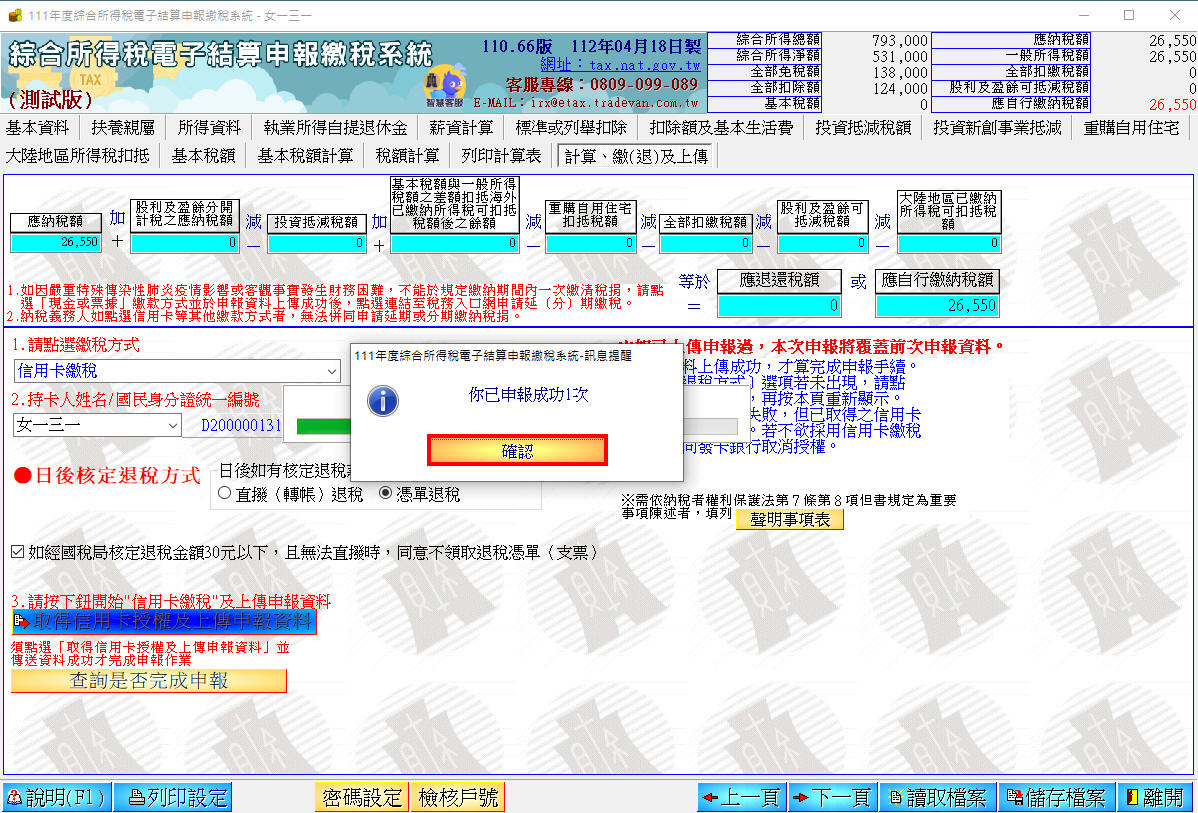 111年度綜合所得稅電子結算申報繳稅系統 - 女一三一
綜合所得稅電子結算申報繳稅系統
TAX
(測試版)
110.66版 112年04月18日製
網址：tax.nat.gov.tw
客服專線：0809-099-089
E-MAIL：irx@etax.tradevan.com.tw
智慧客服
綜合所得總額 793,000 應納稅額 26,550
綜合所得淨額 531,000 一般所得稅額 26,550
全部免稅額 138,000 全部扣繳稅額 0
全部扣除額 124,000 股利及盈餘可抵減稅額 0
基本稅額 0 應自行繳納稅額 26,550
基本資料 扶養親屬 所得資料 執業所得自提退休金 薪資計算 標準或列舉扣除 扣除額及基本生活費 投資抵減稅額 投資新創事業抵減 重購自用住宅
大陸地區所得稅扣抵 基本稅額 基本稅額計算 稅額計算 列印計算表 計算、繳(退)及上傳
應納稅額
26,550
加
+
股利及盈餘分開
計稅之應納稅額
0
減
—
投資抵減稅額
0
加
+
基本稅額與一般所得
稅額之差額扣抵海外
已繳納所得稅可扣抵
稅額後之餘額
0
減
—
重購自用住宅
扣抵稅額
0
減
—
全部扣繳稅額
0
減
—
股利及盈餘可
抵減稅額
0
減
—
大陸地區已繳納
所得稅可扣抵稅
額
0
1.如因嚴重特殊傳染性肺炎疫情影響或客觀事實發生財務困難，不能於規定繳納期間內一次繳清稅捐，請點
選「現金或票據」繳款方式並於申報資料上傳成功後，點選連結至稅務入口網申請延（分）期繳稅。
2.納稅義務人如點選信用卡等其他繳款方式者，無法併同申請延期或分期繳納稅捐。
等於
=
應退還稅額
0
或
應自行繳納稅額
26,550
1.請點選繳稅方式
信用卡繳稅
2.持卡人姓名/國民身分證統一編號
女一三一 D200000131
●日後核定退稅方式
日後如有核定退稅
直撥（轉帳）退稅 憑單退稅
如經國稅局核定退稅金額30元以下，且無法直撥時，同意不領取退稅憑單（支票）
3.請按下鈕開始"信用卡繳稅"及上傳申報資料
取得信用卡授權及上傳申報資料
須點選「取得信用卡授權及上傳申報資料」並
傳送資料成功才完成申報作業
查詢是否完成申報
111年度綜合所得稅電子結算申報繳稅系統-訊息提醒
你已申報成功1次
確認
上傳申報過，本次申報將覆蓋前次申報資料。
料上傳成功，才算完成申報手續。
退稅方式〕選項若未出現，請點
，再按本頁重新顯示。
失敗，但已取得之信用卡
。若不欲採用信用卡繳稅
向發卡銀行取消授權。
※需依納稅者權利保護法第7條第8項但書規定為重要
事項陳述者，填列 聲明事項表
說明(F1) 列印設定 密碼設定 檢核戶號 上一頁 下一頁 讀取檔案 儲存檔案 離開